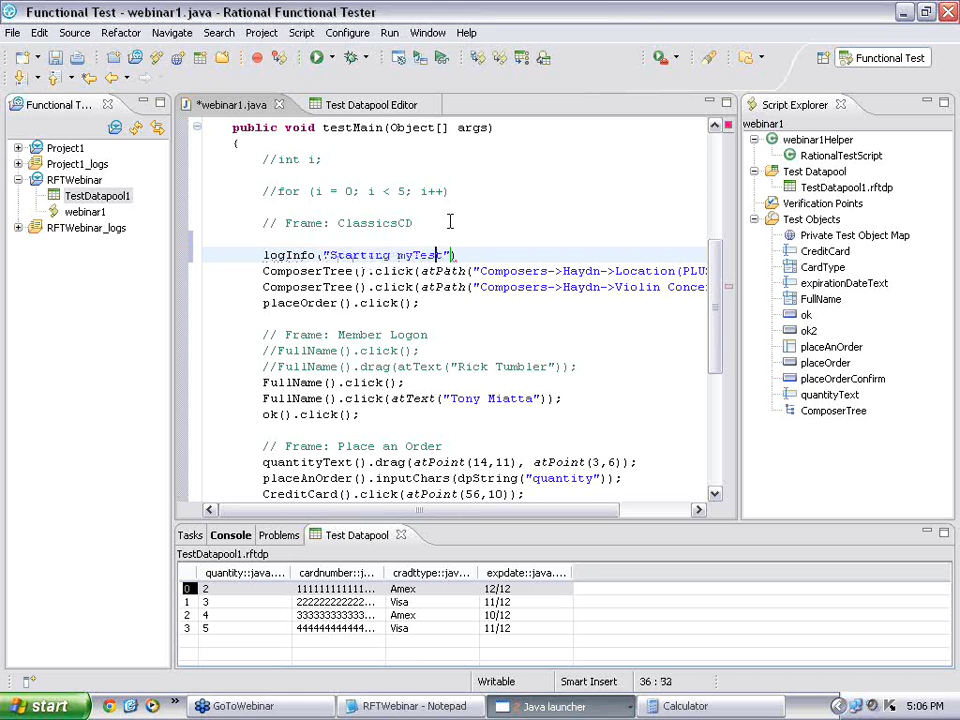 Functional Test - webinar1.java - Rational Functional Tester
File Edit Source Refactor Navigate Search Project Script Configure Run Window Help
Functional Test
Functional T...
Project1
Project1_logs
RFTWebinar
TestDatapool1
webinar1
RFTWebinar_logs
*webinar1.java Test Datapool Editor
public void testMain(Object[] args)
{
//int i;
//for (i = 0; i < 5; i++)
// Frame: ClassicsCD
logInfo("Starting myTest")
ComposerTree().click(atPath("Composers->Haydn->Location(PLUS
ComposerTree().click(atPath("Composers->Haydn->Violin Concer
placeOrder().click();
// Frame: Member Logon
//FullName().click();
//FullName().drag(atText("Rick Tumbler"));
FullName().click();
FullName().click(atText("Tony Miatta"));
ok().click();
// Frame: Place an Order
quantityText().drag(atPoint(14,11), atPoint(3,6));
placeAnOrder().inputChars(dpString("quantity"));
CreditCard().click(atPoint(56,10));
Script Explorer
webinar1
webinar1Helper
RationalTestScript
Test Datapool
TestDatapool1.rftdp
Verification Points
Test Objects
Private Test Object Map
CreditCard
CardType
expirationDateText
FullName
ok
ok2
placeAnOrder
placeOrder
placeOrderConfirm
quantityText
ComposerTree
Tasks Console Problems Test Datapool
TestDatapool1.rftdp
quantity::java.... cardnumber::j... cradttype::jav... expdate::java....
0 2 111111111111... Amex 12/12
1 3 222222222222... Visa 11/12
2 4 333333333333... Amex 10/12
3 5 444444444444... Visa 11/12
Writable Smart Insert 36 : 32
start GoToWebinar RFTWebinar - Notepad Java launcher Calculator 5:06 PM